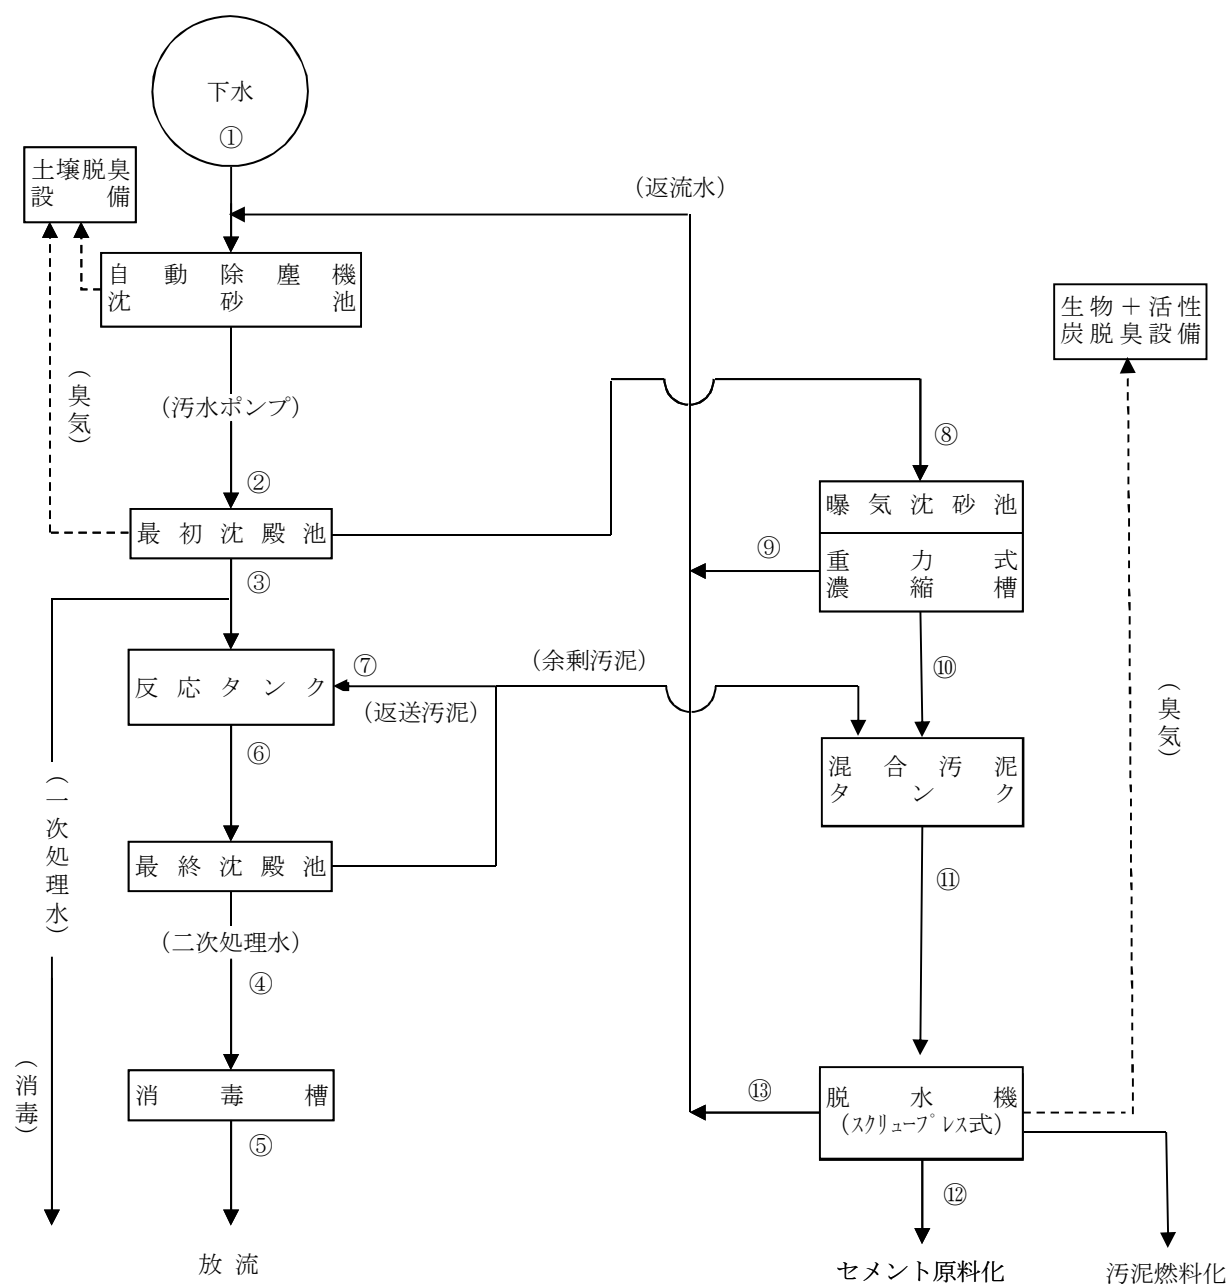 下水
①
土壌脱臭
設備
(返流水)
自動除塵機
沈砂池
生物＋活性
炭脱臭設備
(臭気)
(汚水ポンプ)
⑧
②
曝気沈砂池
最初沈殿池
⑨
重力式
濃縮槽
③
(余剰汚泥)
⑦
⑩
反応タンク
(返送汚泥)
(臭気)
⑥
混合汚泥
タンク
(一次処理水)
最終沈殿池
⑪
(二次処理水)
④
(消毒)
消毒槽
⑬
脱水機
(スクリュープレス式)
⑤
⑫
放流
セメント原料化
汚泥燃料化